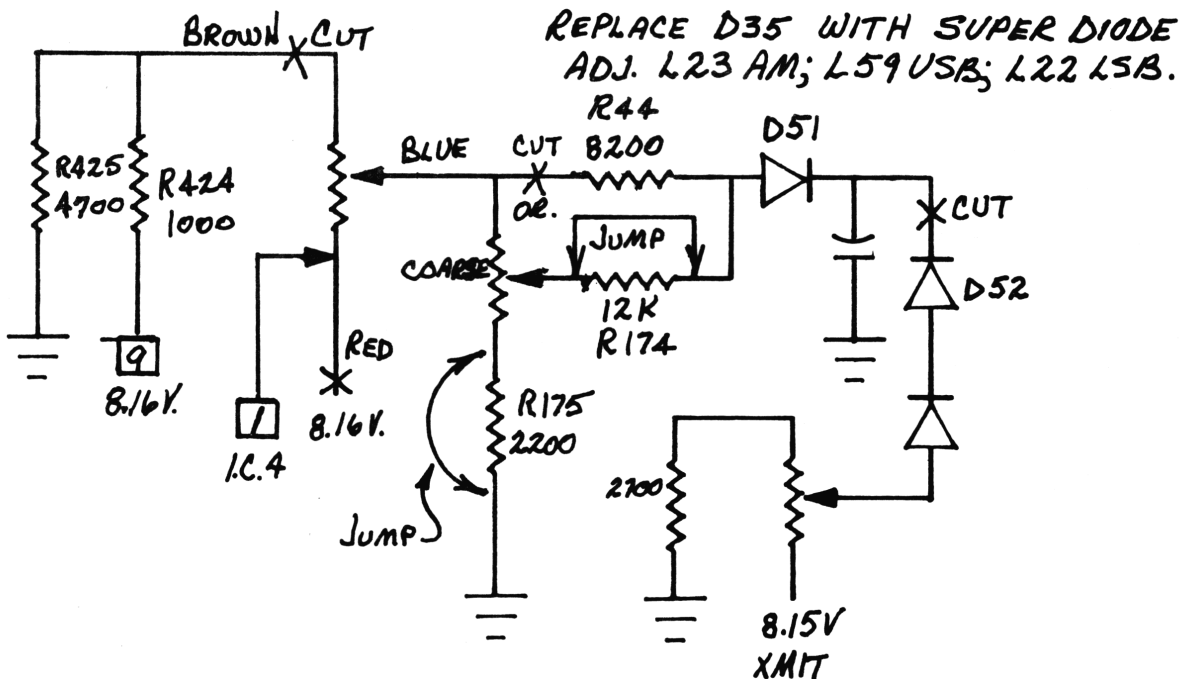 REPLACE D35 WITH SUPER DIODE
ADJ. L23 AM; L59 USB; L22 LSB.
BROWN CUT
R44
8200
D51
BLUE
CUT
OR.
R425
4700
R424
1000
JUMP
CUT
COARSE
D52
12K
R174
9
8.16V.
RED
8.16V.
1
I.C.4
R175
2200
JUMP
2700
8.15V
XMIT